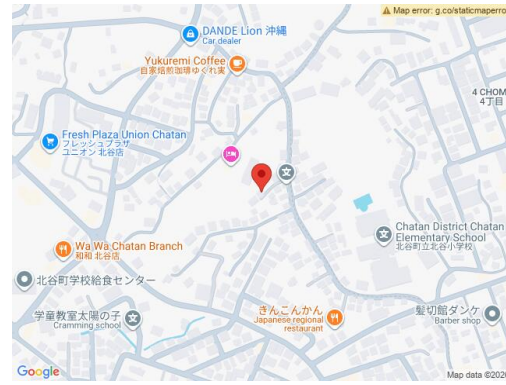 Map error: g.co/staticmaperro
DANDE Lion 沖縄
Car dealer
Yukuremi Coffee
自家焙煎珈琲ゆくれ実
4 CHOM
4丁目
Fresh Plaza Union Chatan
フレッシュプラザ
ユニオン 北谷店
Chatan District Chatan
Elementary School
北谷町立北谷小学校
Wa Wa Chatan Branch
和和 北谷店
北谷町学校給食センター
学童教室太陽の子
Cramming school
きんこんかん
Japanese regional
restaurant
髪切館ダンケ
Barber shop
Google
Map data ©2026